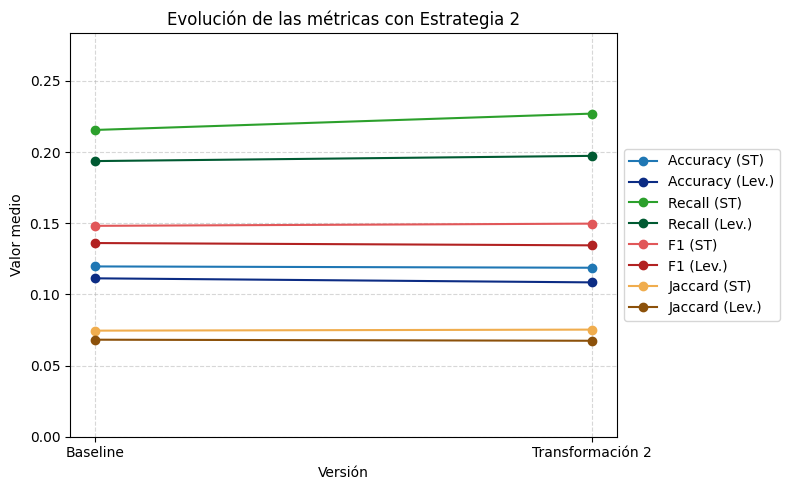 Evolución de las métricas con Estrategia 2
Valor medio
0.25
0.20
0.15
0.10
0.05
0.00
Baseline
Transformación 2
Versión
Accuracy (ST)
Accuracy (Lev.)
Recall (ST)
Recall (Lev.)
F1 (ST)
F1 (Lev.)
Jaccard (ST)
Jaccard (Lev.)